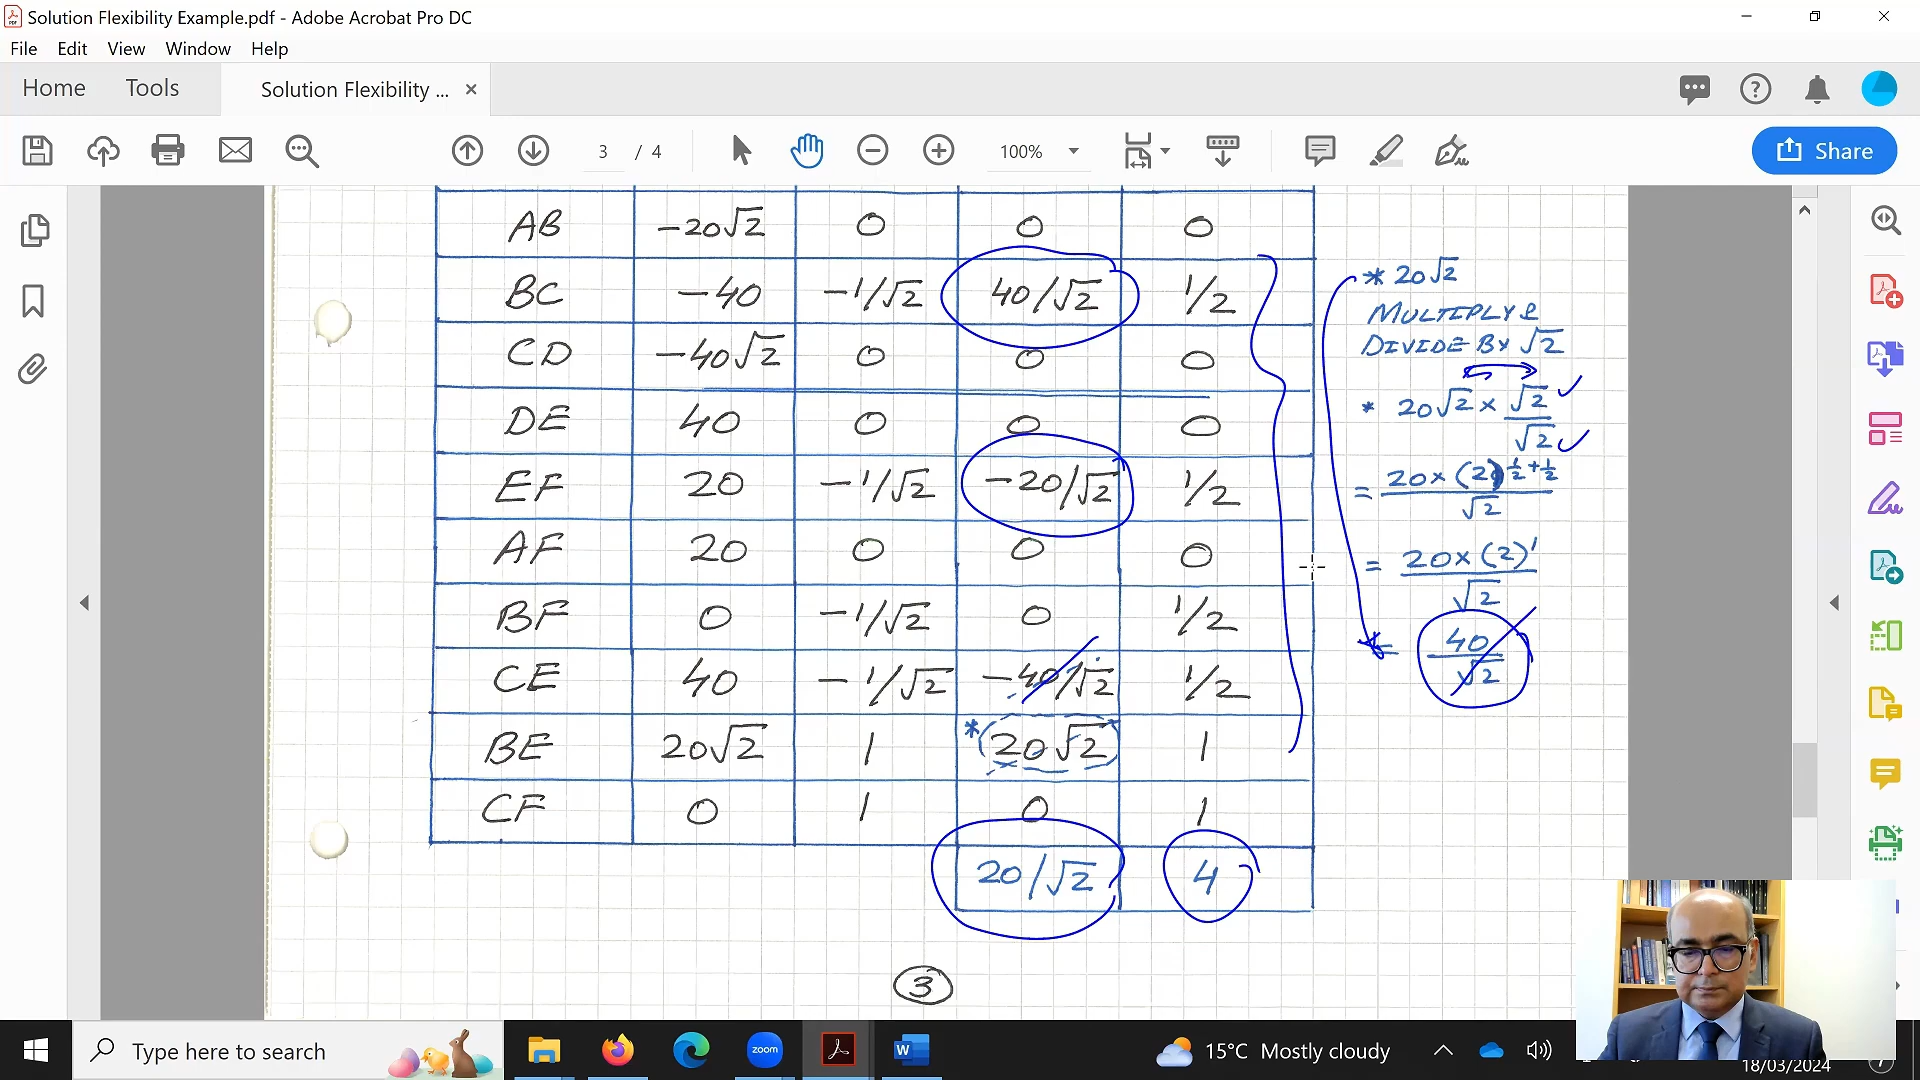 Solution Flexibility Example.pdf - Adobe Acrobat Pro DC
File Edit View Window Help
Home Tools Solution Flexibility ... ×
3 / 4 100% Share
AB -20√2 0 0 0
BC -40 -1/√2 40/√2 1/2
CD -40√2 0 0 0
DE 40 0 0 0
EF 20 -1/√2 -20/√2 1/2
AF 20 0 0 0
BF 0 -1/√2 0 1/2
CE 40 -1/√2 -40/√2 1/2
BE 20√2 1 *20√2 1
CF 0 1 0 1
20/√2 4
* 20√2
MULTIPLY &
DIVIDE BY √2
* 20√2 × √2/√2
= 20×(2)^(1/2+1/2)/√2
= 20×(2)^1/√2
= 40/√2
3
Type here to search
zoom
W
15°C Mostly cloudy
18/03/2024